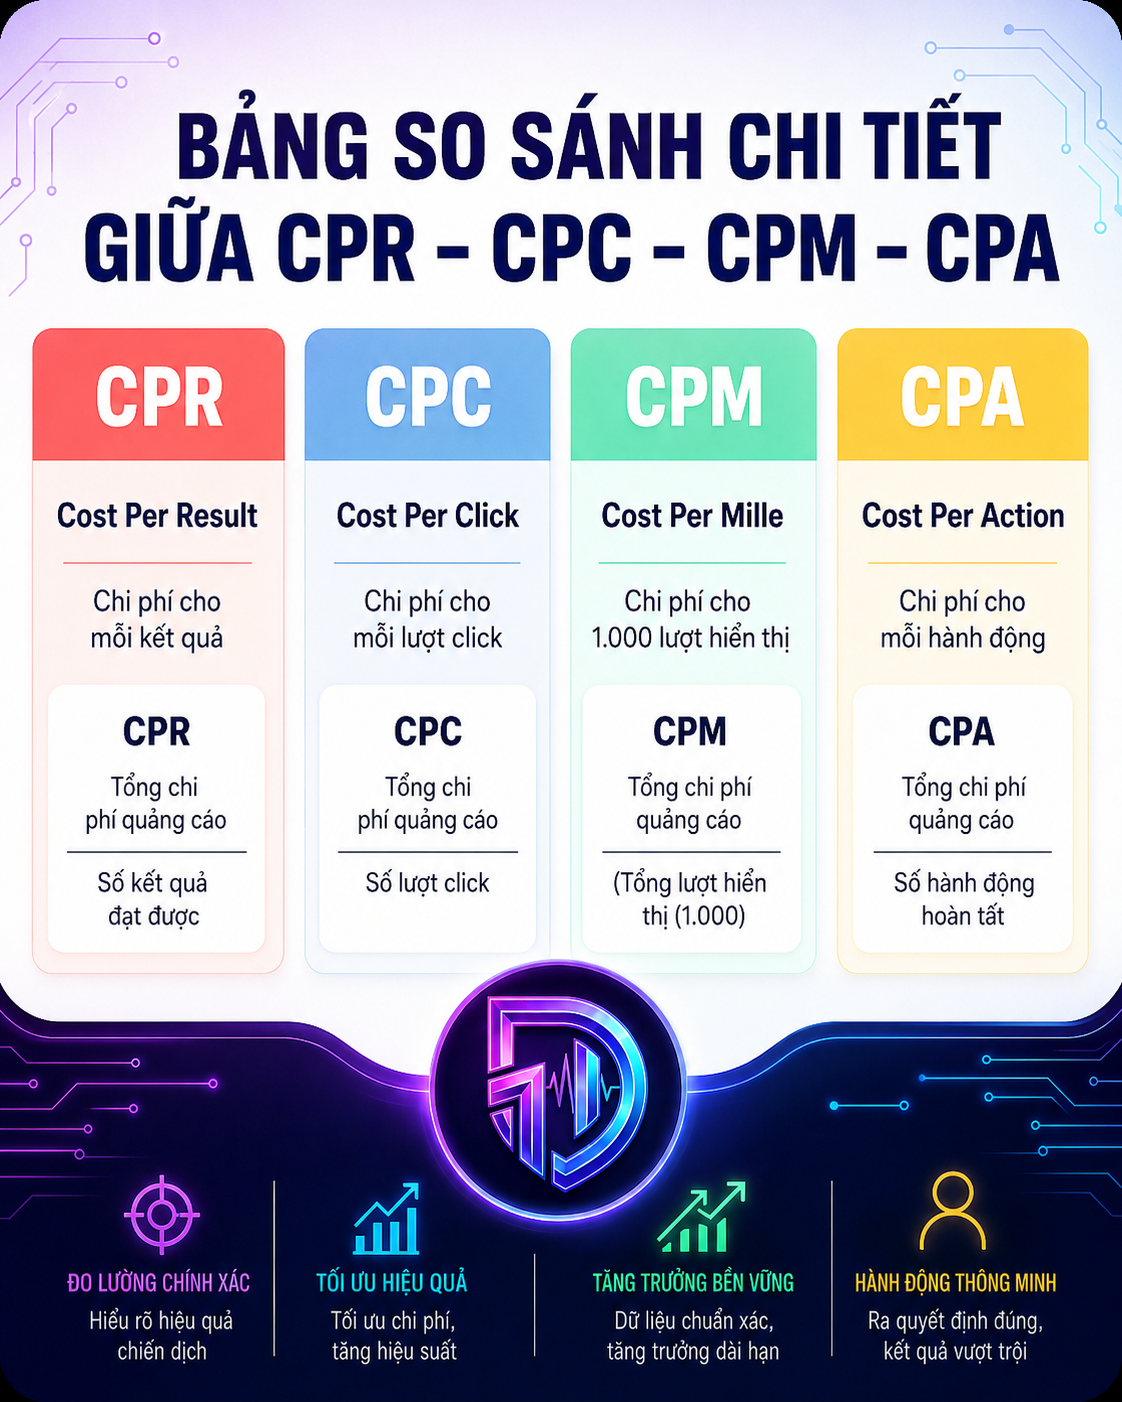 BẢNG SO SÁNH CHI TIẾT
GIỮA CPR – CPC – CPM – CPA
CPR
Cost Per Result
Chi phí cho
mỗi kết quả
CPR
Tổng chi
phí quảng cáo
Số kết quả
đạt được
CPC
Cost Per Click
Chi phí cho
mỗi lượt click
CPC
Tổng chi
phí quảng cáo
Số lượt click
CPM
Cost Per Mille
Chi phí cho
1.000 lượt hiển thị
CPM
Tổng chi phí
quảng cáo
(Tổng lượt hiển
thị (1.000)
CPA
Cost Per Action
Chi phí cho
mỗi hành động
CPA
Tổng chi phí
quảng cáo
Số hành động
hoàn tất
ĐO LƯỜNG CHÍNH XÁC
Hiểu rõ hiệu quả
chiến dịch
TỐI ƯU HIỆU QUẢ
Tối ưu chi phí,
tăng hiệu suất
TĂNG TRƯỞNG BỀN VỮNG
Dữ liệu chuẩn xác,
tăng trưởng dài hạn
HÀNH ĐỘNG THÔNG MINH
Ra quyết định đúng,
kết quả vượt trội